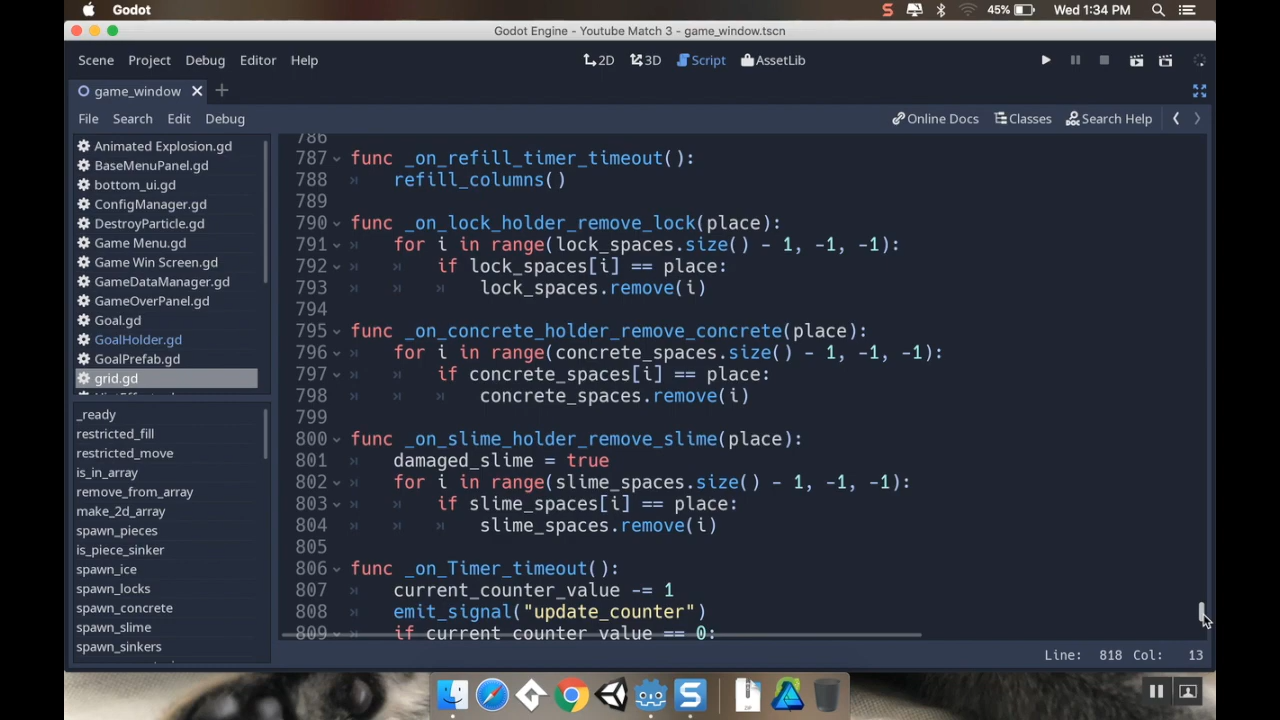 Godot
S
45%
Wed 1:34 PM
Godot Engine - Youtube Match 3 - game_window.tscn
Scene Project Debug Editor Help
2D 3D Script AssetLib
game_window
File Search Edit Debug
Online Docs Classes Search Help
Animated Explosion.gd
BaseMenuPanel.gd
bottom_ui.gd
ConfigManager.gd
DestroyParticle.gd
Game Menu.gd
Game Win Screen.gd
GameDataManager.gd
GameOverPanel.gd
Goal.gd
GoalHolder.gd
GoalPrefab.gd
grid.gd
_ready
restricted_fill
restricted_move
is_in_array
remove_from_array
make_2d_array
spawn_pieces
is_piece_sinker
spawn_ice
spawn_locks
spawn_concrete
spawn_slime
spawn_sinkers
786
787 func _on_refill_timer_timeout():
788 refill_columns()
789
790 func _on_lock_holder_remove_lock(place):
791 for i in range(lock_spaces.size() - 1, -1, -1):
792 if lock_spaces[i] == place:
793 lock_spaces.remove(i)
794
795 func _on_concrete_holder_remove_concrete(place):
796 for i in range(concrete_spaces.size() - 1, -1, -1):
797 if concrete_spaces[i] == place:
798 concrete_spaces.remove(i)
799
800 func _on_slime_holder_remove_slime(place):
801 damaged_slime = true
802 for i in range(slime_spaces.size() - 1, -1, -1):
803 if slime_spaces[i] == place:
804 slime_spaces.remove(i)
805
806 func _on_Timer_timeout():
807 current_counter_value -= 1
808 emit_signal("update_counter")
809 if current_counter_value == 0:
Line: 818 Col: 13
S
ZIP